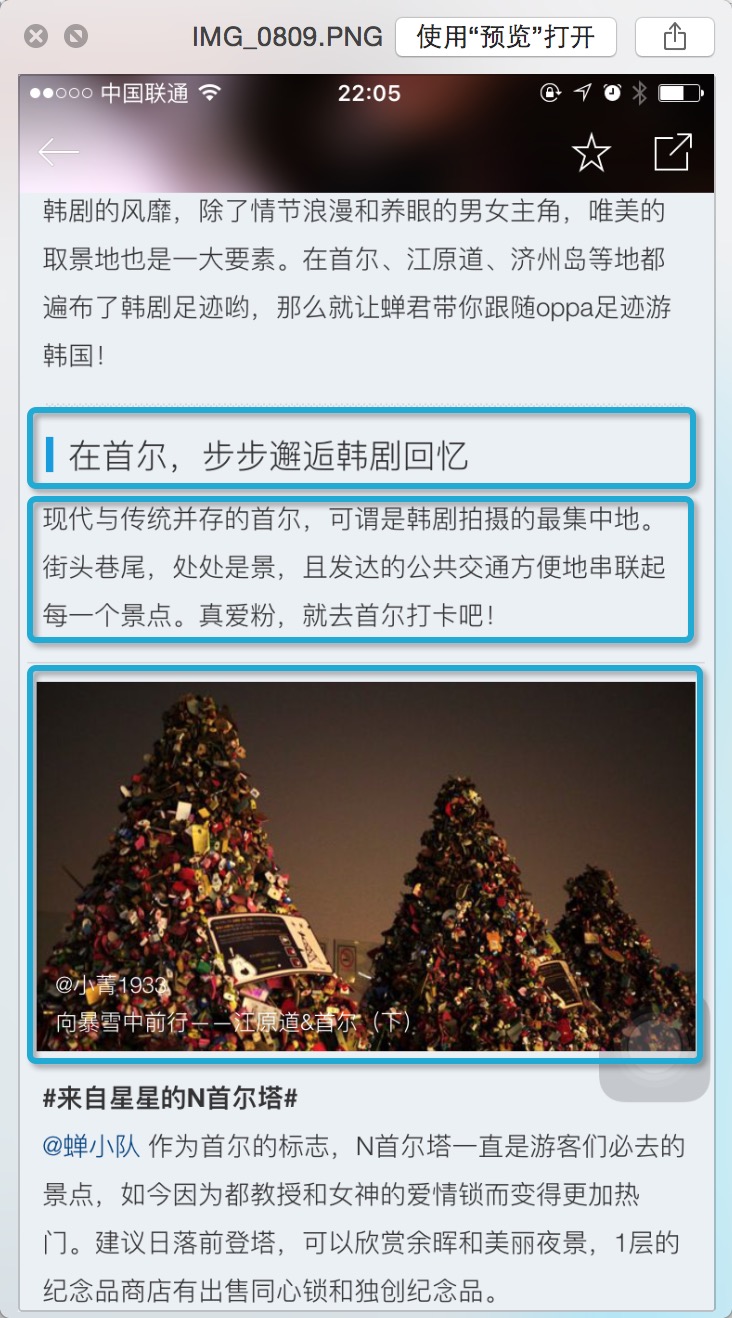 IMG_0809.PNG
使用“预览”打开
中国联通
22:05
韩剧的风靡，除了情节浪漫和养眼的男女主角，唯美的
取景地也是一大要素。在首尔、江原道、济州岛等地都
遍布了韩剧足迹哟，那么就让蝉君带你跟随oppa足迹游
韩国！
在首尔，步步邂逅韩剧回忆
现代与传统并存的首尔，可谓是韩剧拍摄的最集中地。
街头巷尾，处处是景，且发达的公共交通方便地串联起
每一个景点。真爱粉，就去首尔打卡吧！
@小菁1933
向暴雪中前行——江原道&首尔（下）
#来自星星的N首尔塔#
@蝉小队 作为首尔的标志，N首尔塔一直是游客们必去的
景点，如今因为都教授和女神的爱情锁而变得更加热
门。建议日落前登塔，可以欣赏余晖和美丽夜景，1层的
纪念品商店有出售同心锁和独创纪念品。